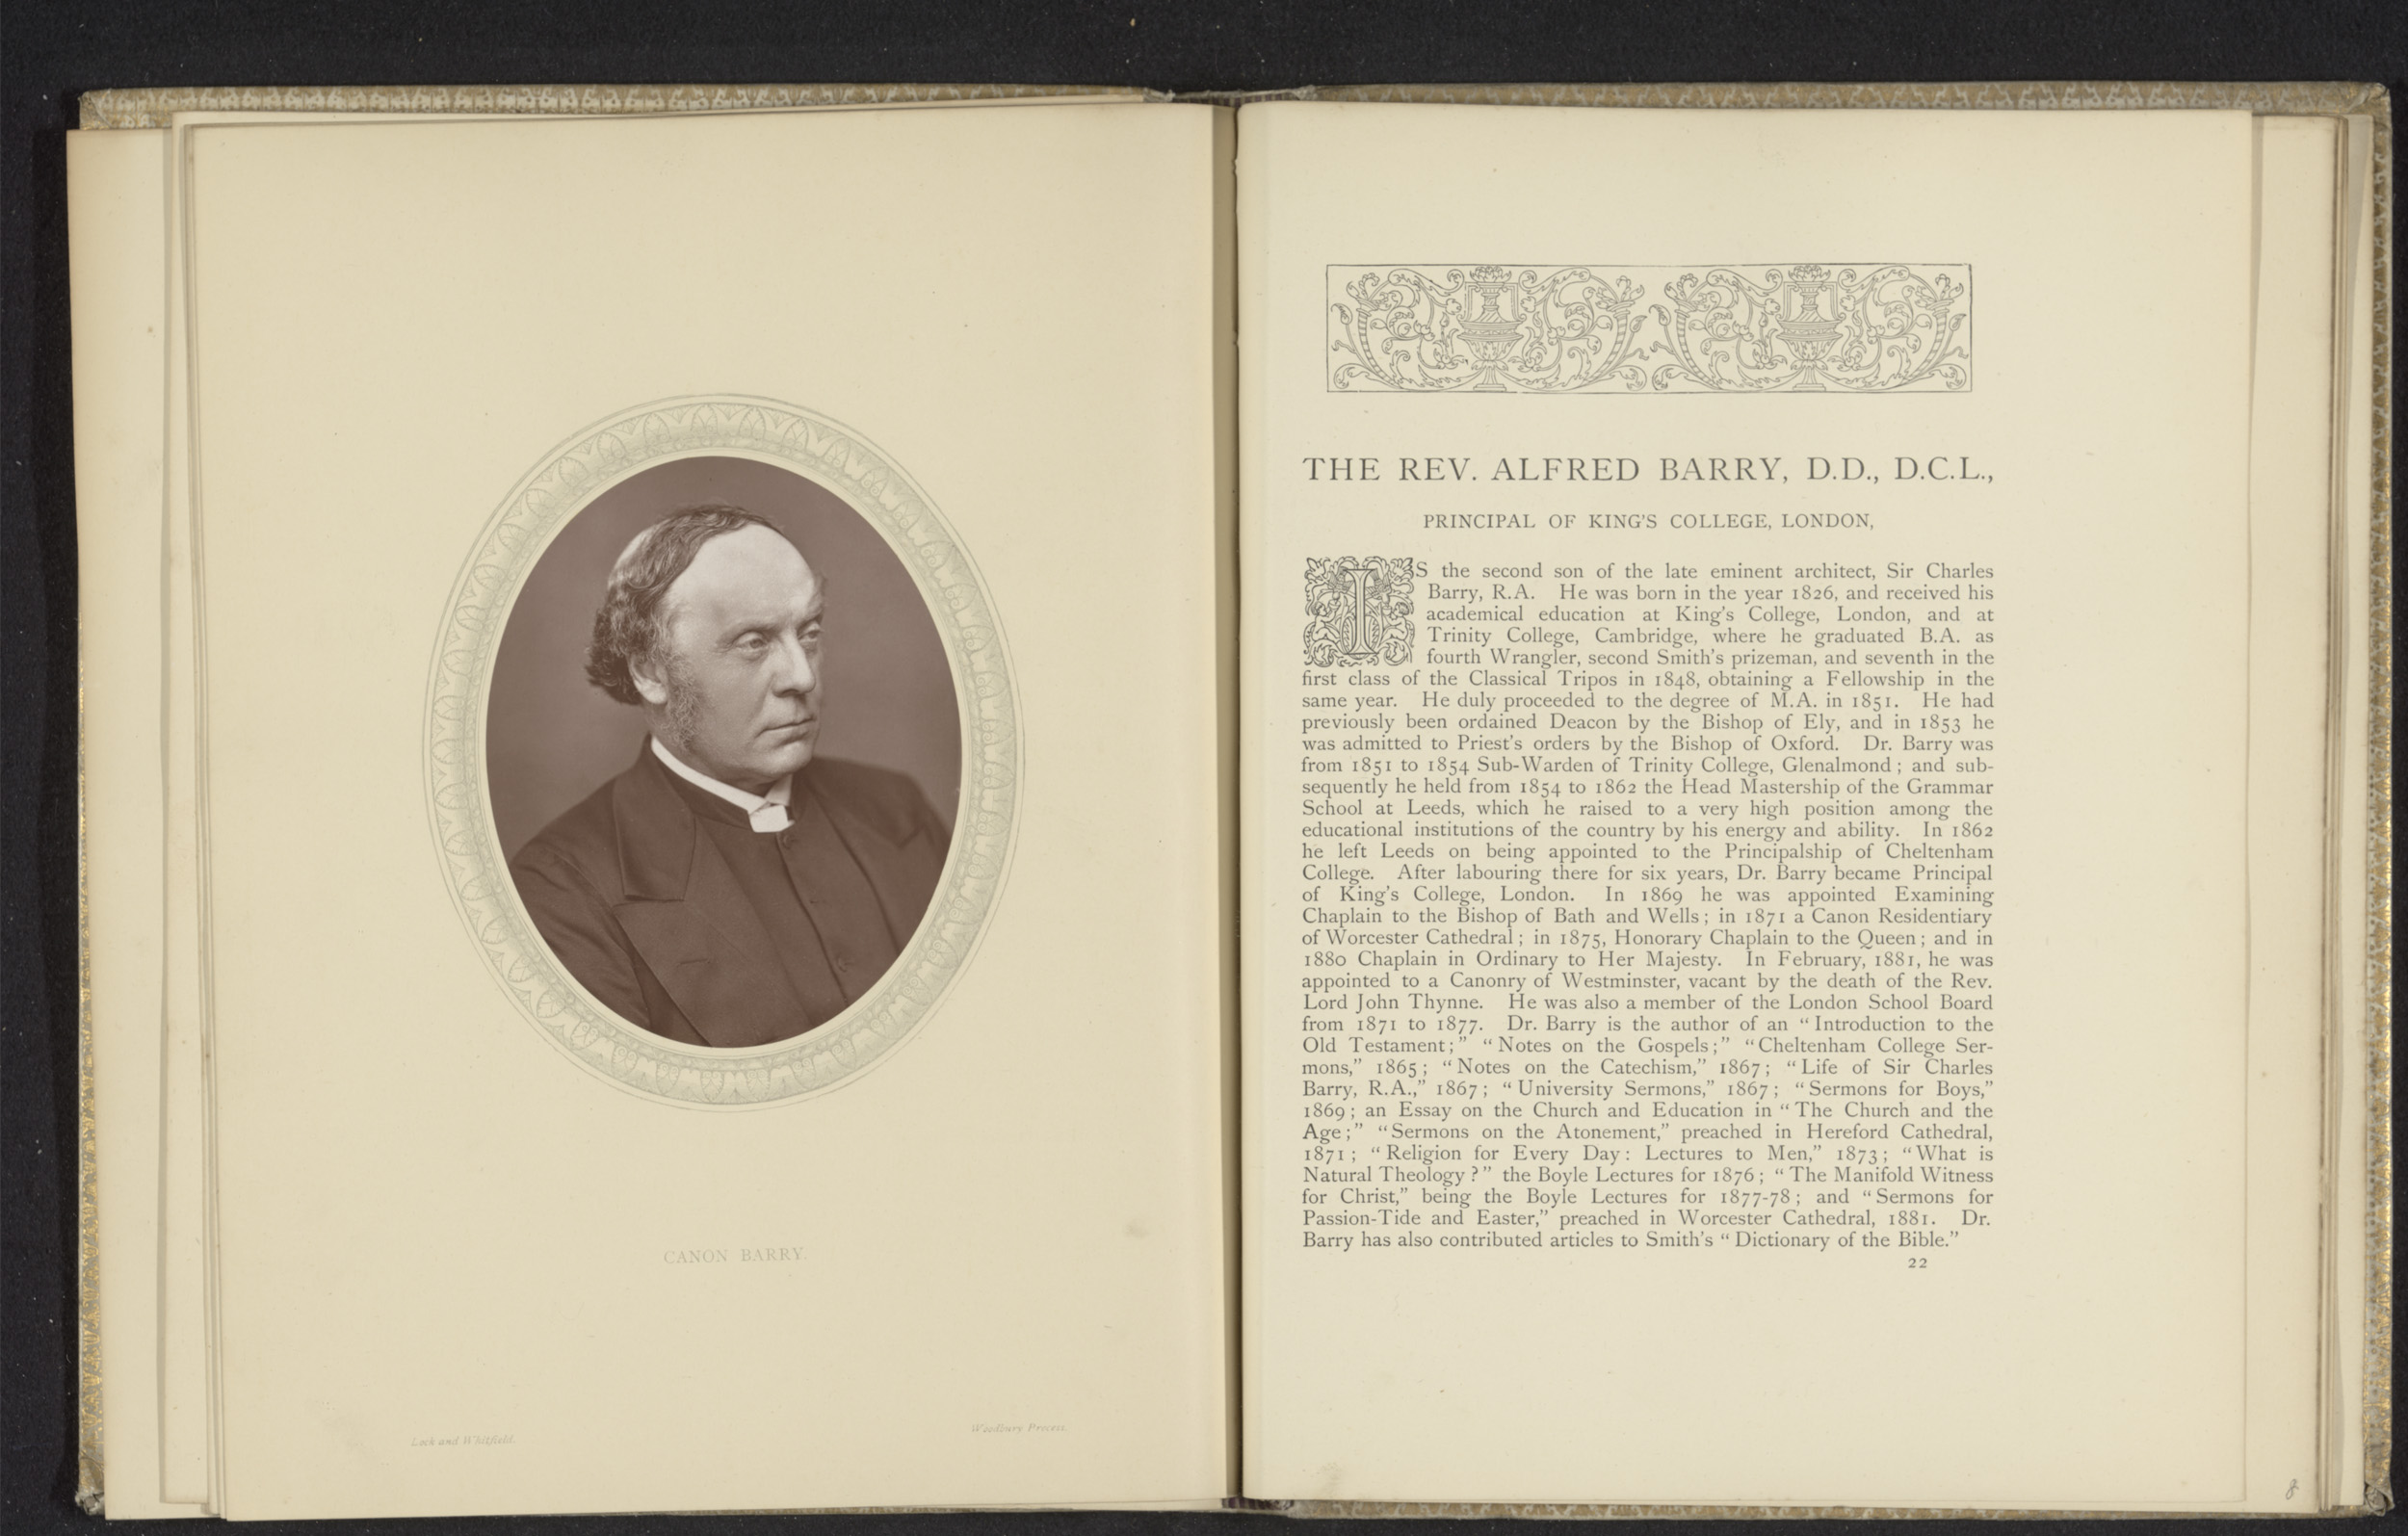 CANON BARRY.
Lock and Whitfield.
Woodbury Process.
THE REV. ALFRED BARRY, D.D., D.C.L.,
PRINCIPAL OF KING'S COLLEGE, LONDON,
IS the second son of the late eminent architect, Sir Charles
Barry, R.A. He was born in the year 1826, and received his
academical education at King's College, London, and at
Trinity College, Cambridge, where he graduated B.A. as
fourth Wrangler, second Smith's prizeman, and seventh in the
first class of the Classical Tripos in 1848, obtaining a Fellowship in the
same year. He duly proceeded to the degree of M.A. in 1851. He had
previously been ordained Deacon by the Bishop of Ely, and in 1853 he
was admitted to Priest's orders by the Bishop of Oxford. Dr. Barry was
from 1851 to 1854 Sub-Warden of Trinity College, Glenalmond; and sub-
sequently he held from 1854 to 1862 the Head Mastership of the Grammar
School at Leeds, which he raised to a very high position among the
educational institutions of the country by his energy and ability. In 1862
he left Leeds on being appointed to the Principalship of Cheltenham
College. After labouring there for six years, Dr. Barry became Principal
of King's College, London. In 1869 he was appointed Examining
Chaplain to the Bishop of Bath and Wells; in 1871 a Canon Residentiary
of Worcester Cathedral; in 1875, Honorary Chaplain to the Queen; and in
1880 Chaplain in Ordinary to Her Majesty. In February, 1881, he was
appointed to a Canonry of Westminster, vacant by the death of the Rev.
Lord John Thynne. He was also a member of the London School Board
from 1871 to 1877. Dr. Barry is the author of an "Introduction to the
Old Testament;" "Notes on the Gospels;" "Cheltenham College Ser-
mons," 1865; "Notes on the Catechism," 1867; "Life of Sir Charles
Barry, R.A.," 1867; "University Sermons," 1867; "Sermons for Boys,"
1869; an Essay on the Church and Education in "The Church and the
Age;" "Sermons on the Atonement," preached in Hereford Cathedral,
1871; "Religion for Every Day: Lectures to Men," 1873; "What is
Natural Theology?" the Boyle Lectures for 1876; "The Manifold Witness
for Christ," being the Boyle Lectures for 1877-78; and "Sermons for
Passion-Tide and Easter," preached in Worcester Cathedral, 1881. Dr.
Barry has also contributed articles to Smith's "Dictionary of the Bible."
22
8